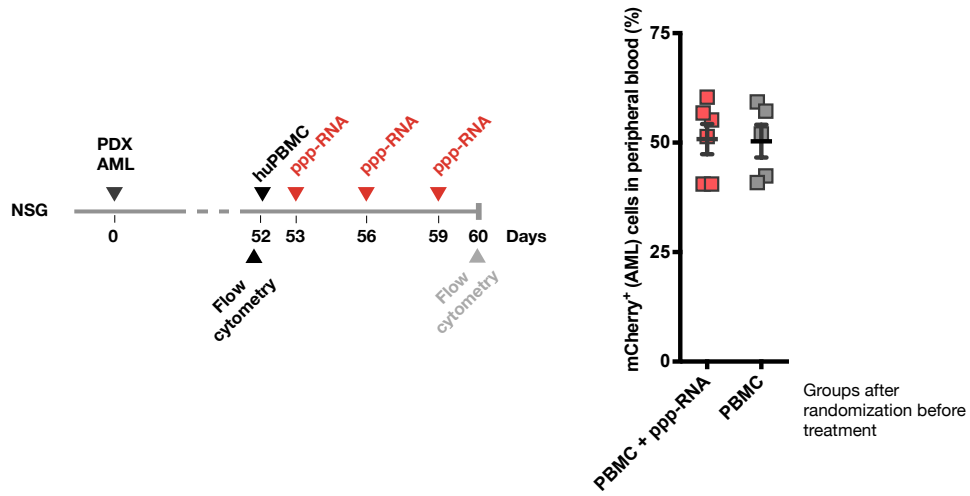 PDX
AML
huPBMC
ppp-RNA
ppp-RNA
ppp-RNA
NSG
0
52
53
56
59
60
Days
Flow
cytometry
Flow
cytometry
mCherry⁺ (AML) cells in peripheral blood (%)
75
50
25
0
PBMC + ppp-RNA
PBMC
Groups after
randomization before
treatment